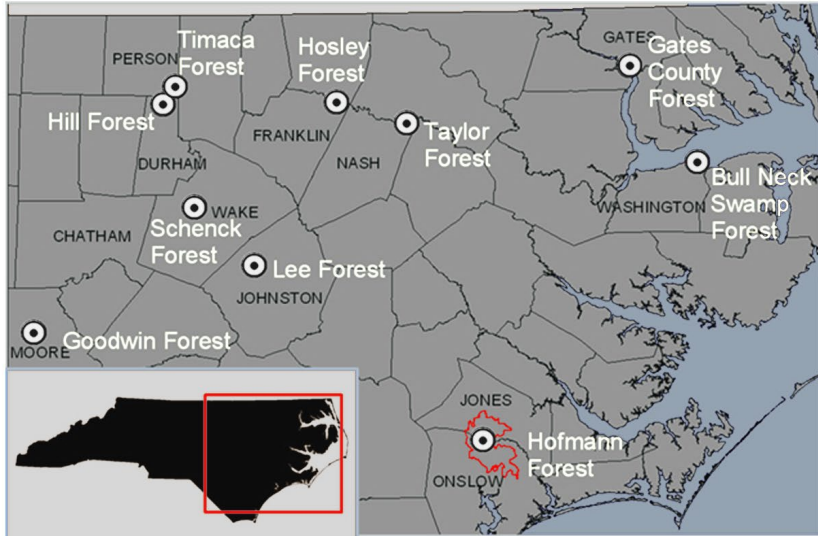 Timaca
Forest
PERSON
Hosley
Forest
GATES
Gates
County
Forest
Hill Forest
FRANKLIN
Taylor
Forest
DURHAM
NASH
Bull Neck
Swamp
Forest
WASHINGTON
WAKE
Schenck
Forest
CHATHAM
Lee Forest
JOHNSTON
Goodwin Forest
MOORE
JONES
Hofmann
Forest
ONSLOW